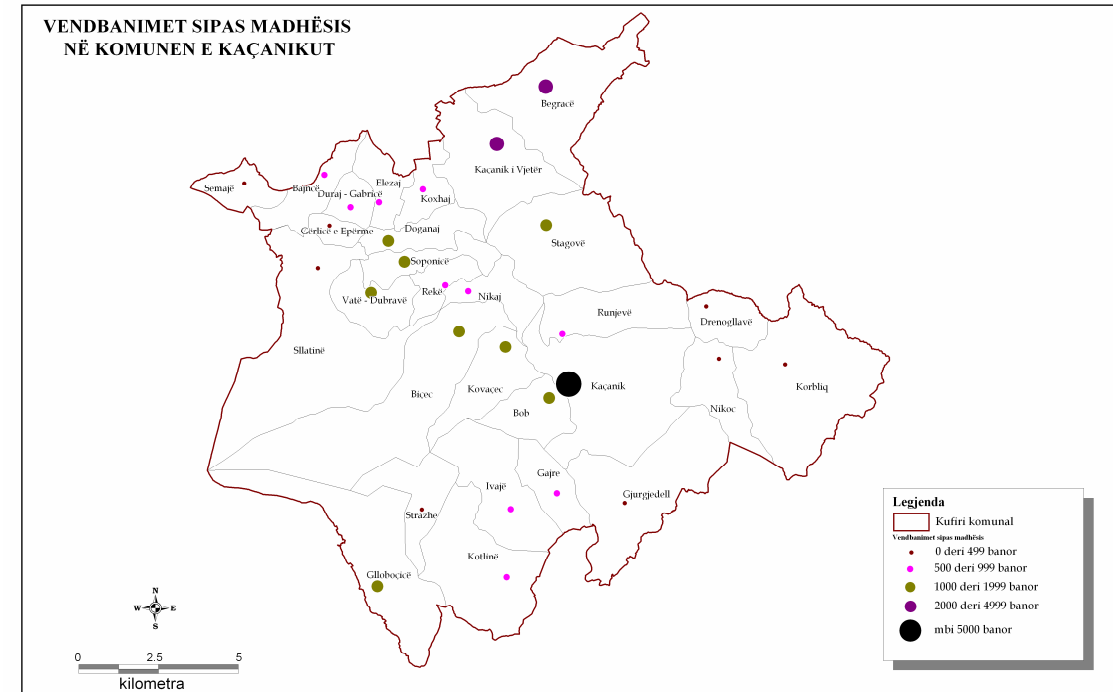 VENDBANIMET SIPAS MADHËSIS
NË KOMUNEN E KAÇANIKUT
Begracë
Kaçanik i Vjetër
Semajë
Bajncë
Elezaj
Duraj - Gabricë
Koxhaj
Gërlicë e Epërme
Doganaj
Stagovë
Soponicë
Rekë
Nikaj
Vatë - Dubravë
Runjevë
Drenogllavë
Sllatinë
Biçec
Kovaçec
Kaçanik
Korbliq
Bob
Nikoc
Gajre
Ivajë
Gjurgjedell
Strazhe
Kotlinë
Glloboçicë
Legjenda
Kufiri komunal
Vendbanimet sipas madhësis
0 deri 499 banor
500 deri 999 banor
1000 deri 1999 banor
2000 deri 4999 banor
mbi 5000 banor
N
W E
S
0 2.5 5
kilometra